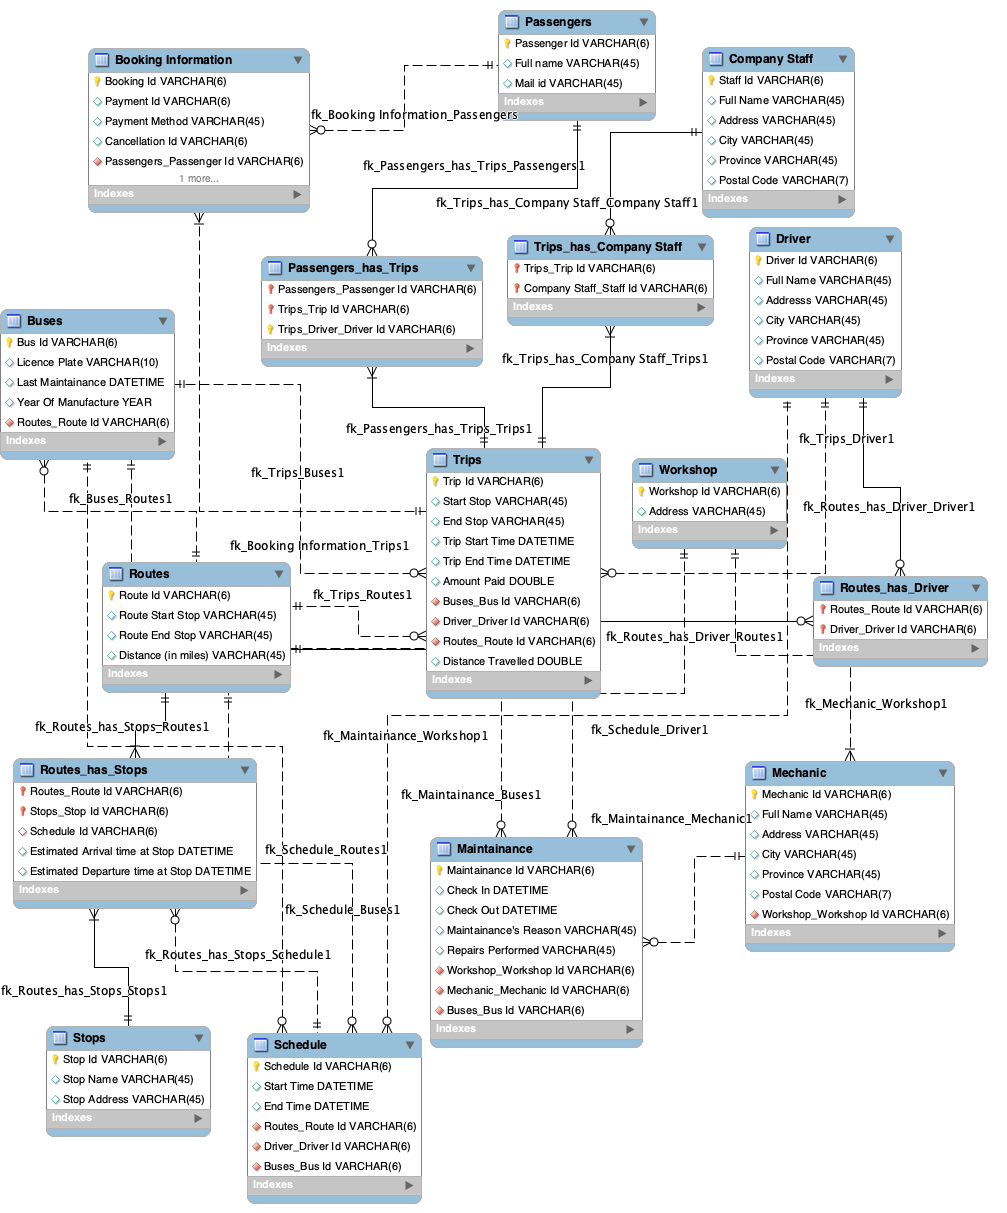 Passengers
Passenger Id VARCHAR(6)
Full name VARCHAR(45)
Mail id VARCHAR(45)
Indexes
Booking Information
Booking Id VARCHAR(6)
Payment Id VARCHAR(6)
Payment Method VARCHAR(45)
Cancellation Id VARCHAR(6)
Passengers_Passenger Id VARCHAR(6)
1 more...
Indexes
Company Staff
Staff Id VARCHAR(6)
Full Name VARCHAR(45)
Address VARCHAR(45)
City VARCHAR(45)
Province VARCHAR(45)
Postal Code VARCHAR(7)
Indexes
fk_Booking Information_Passengers
fk_Passengers_has_Trips_Passengers1
fk_Trips_has_Company Staff_Company Staff1
Passengers_has_Trips
Passengers_Passenger Id VARCHAR(6)
Trips_Trip Id VARCHAR(6)
Trips_Driver_Driver Id VARCHAR(6)
Indexes
Trips_has_Company Staff
Trips_Trip Id VARCHAR(6)
Company Staff_Staff Id VARCHAR(6)
Indexes
Driver
Driver Id VARCHAR(6)
Full Name VARCHAR(45)
Addresss VARCHAR(45)
City VARCHAR(45)
Province VARCHAR(45)
Postal Code VARCHAR(7)
Indexes
Buses
Bus Id VARCHAR(6)
Licence Plate VARCHAR(10)
Last Maintainance DATETIME
Year Of Manufacture YEAR
Routes_Route Id VARCHAR(6)
Indexes
fk_Trips_has_Company Staff_Trips1
fk_Passengers_has_Trips_Trips1
fk_Trips_Driver1
fk_Trips_Buses1
fk_Buses_Routes1
fk_Routes_has_Driver_Driver1
fk_Booking Information_Trips1
Trips
Trip Id VARCHAR(6)
Start Stop VARCHAR(45)
End Stop VARCHAR(45)
Trip Start Time DATETIME
Trip End Time DATETIME
Amount Paid DOUBLE
Buses_Bus Id VARCHAR(6)
Driver_Driver Id VARCHAR(6)
Routes_Route Id VARCHAR(6)
Distance Travelled DOUBLE
Indexes
Workshop
Workshop Id VARCHAR(6)
Address VARCHAR(45)
Indexes
Routes
Route Id VARCHAR(6)
Route Start Stop VARCHAR(45)
Route End Stop VARCHAR(45)
Distance (in miles) VARCHAR(45)
Indexes
fk_Trips_Routes1
Routes_has_Driver
Routes_Route Id VARCHAR(6)
Driver_Driver Id VARCHAR(6)
Indexes
fk_Routes_has_Driver_Routes1
fk_Mechanic_Workshop1
fk_Routes_has_Stops_Routes1
fk_Maintainance_Workshop1
fk_Schedule_Driver1
Routes_has_Stops
Routes_Route Id VARCHAR(6)
Stops_Stop Id VARCHAR(6)
Schedule Id VARCHAR(6)
Estimated Arrival time at Stop DATETIME
Estimated Departure time at Stop DATETIME
Indexes
fk_Maintainance_Buses1
fk_Maintainance_Mechanic1
Mechanic
Mechanic Id VARCHAR(6)
Full Name VARCHAR(45)
Address VARCHAR(45)
City VARCHAR(45)
Province VARCHAR(45)
Postal Code VARCHAR(7)
Workshop_Workshop Id VARCHAR(6)
Indexes
Maintainance
Maintainance Id VARCHAR(6)
Check In DATETIME
Check Out DATETIME
Maintainance's Reason VARCHAR(45)
Repairs Performed VARCHAR(45)
Workshop_Workshop Id VARCHAR(6)
Mechanic_Mechanic Id VARCHAR(6)
Buses_Bus Id VARCHAR(6)
Indexes
fk_Schedule_Routes1
fk_Schedule_Buses1
fk_Routes_has_Stops_Schedule1
fk_Routes_has_Stops_Stops1
Stops
Stop Id VARCHAR(6)
Stop Name VARCHAR(45)
Stop Address VARCHAR(45)
Indexes
Schedule
Schedule Id VARCHAR(6)
Start Time DATETIME
End Time DATETIME
Routes_Route Id VARCHAR(6)
Driver_Driver Id VARCHAR(6)
Buses_Bus Id VARCHAR(6)
Indexes